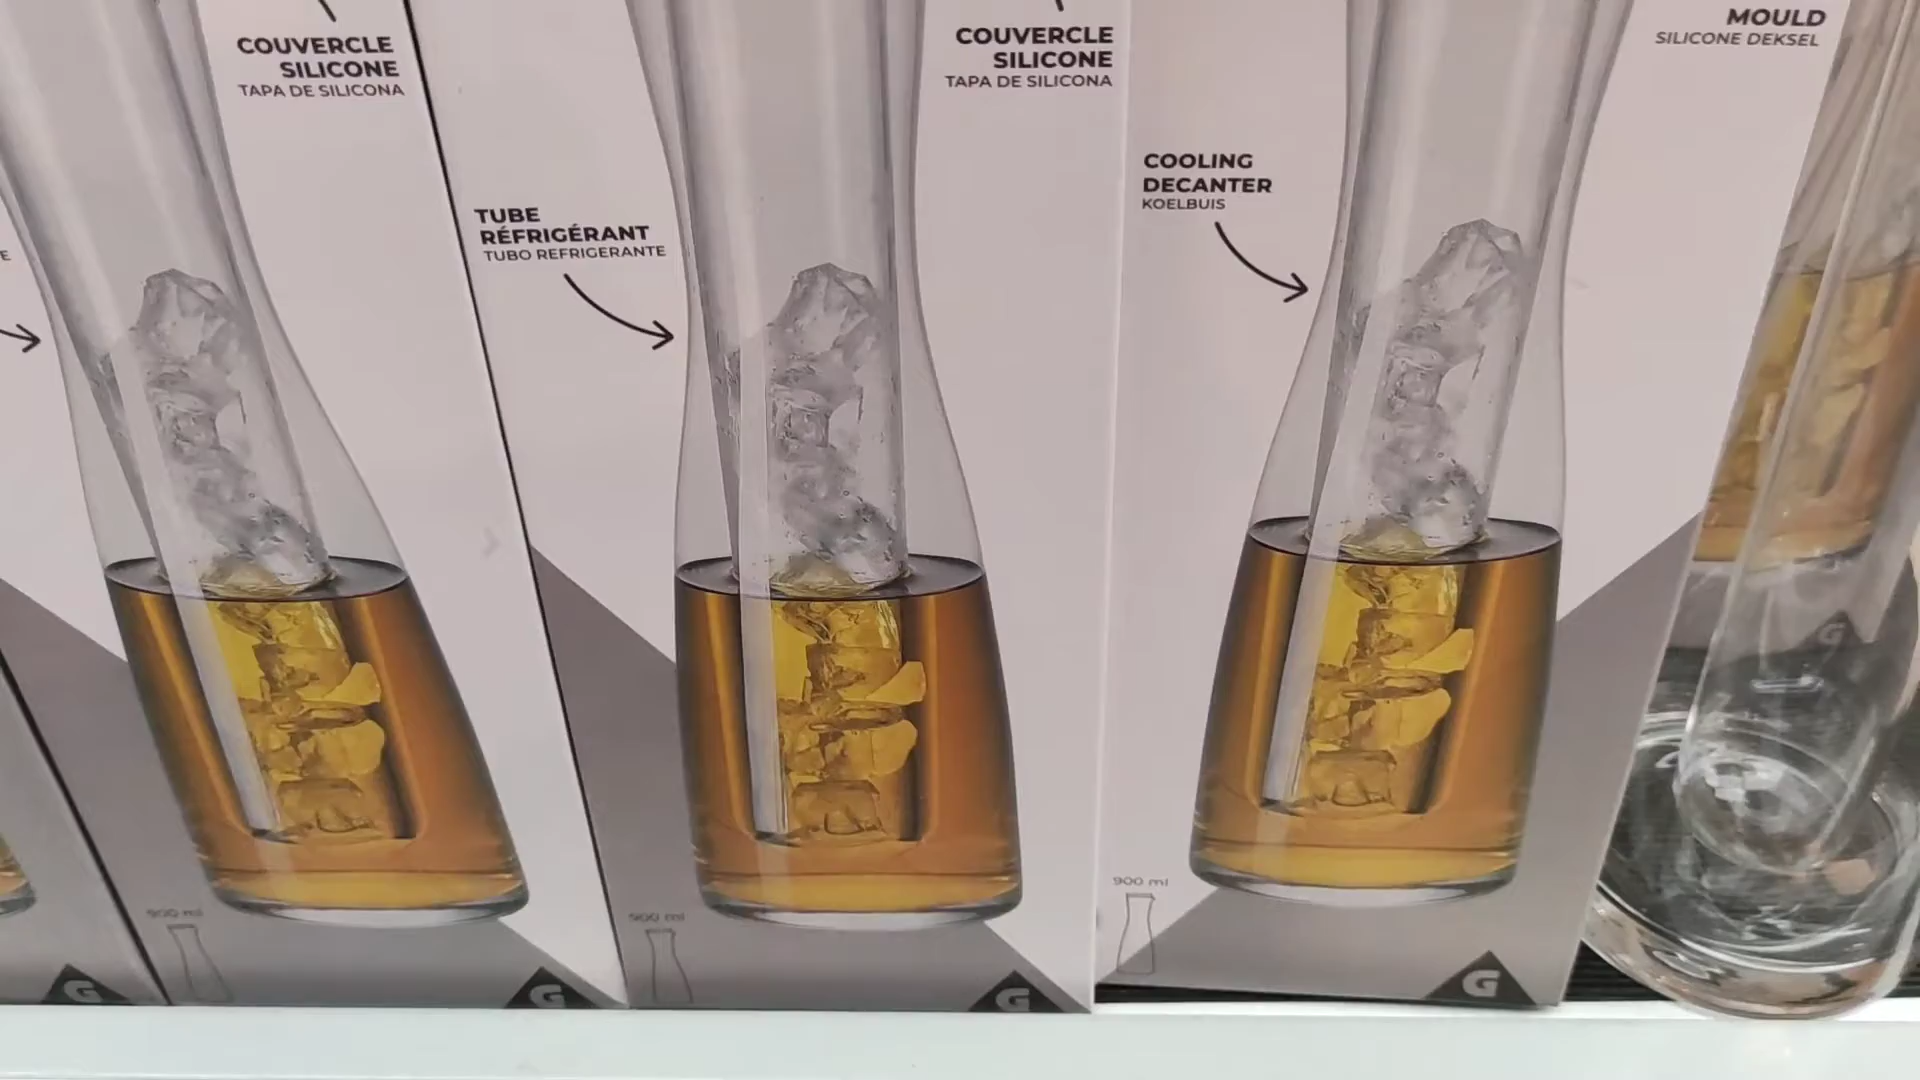 COUVERCLE
SILICONE
TAPA DE SILICONA
E
900 ml
G
G
TUBE
RÉFRIGÉRANT
TUBO REFRIGERANTE
COUVERCLE
SILICONE
TAPA DE SILICONA
900 ml
G
COOLING
DECANTER
KOELBUIS
MOULD
SILICONE DEKSEL
900 ml
G
G